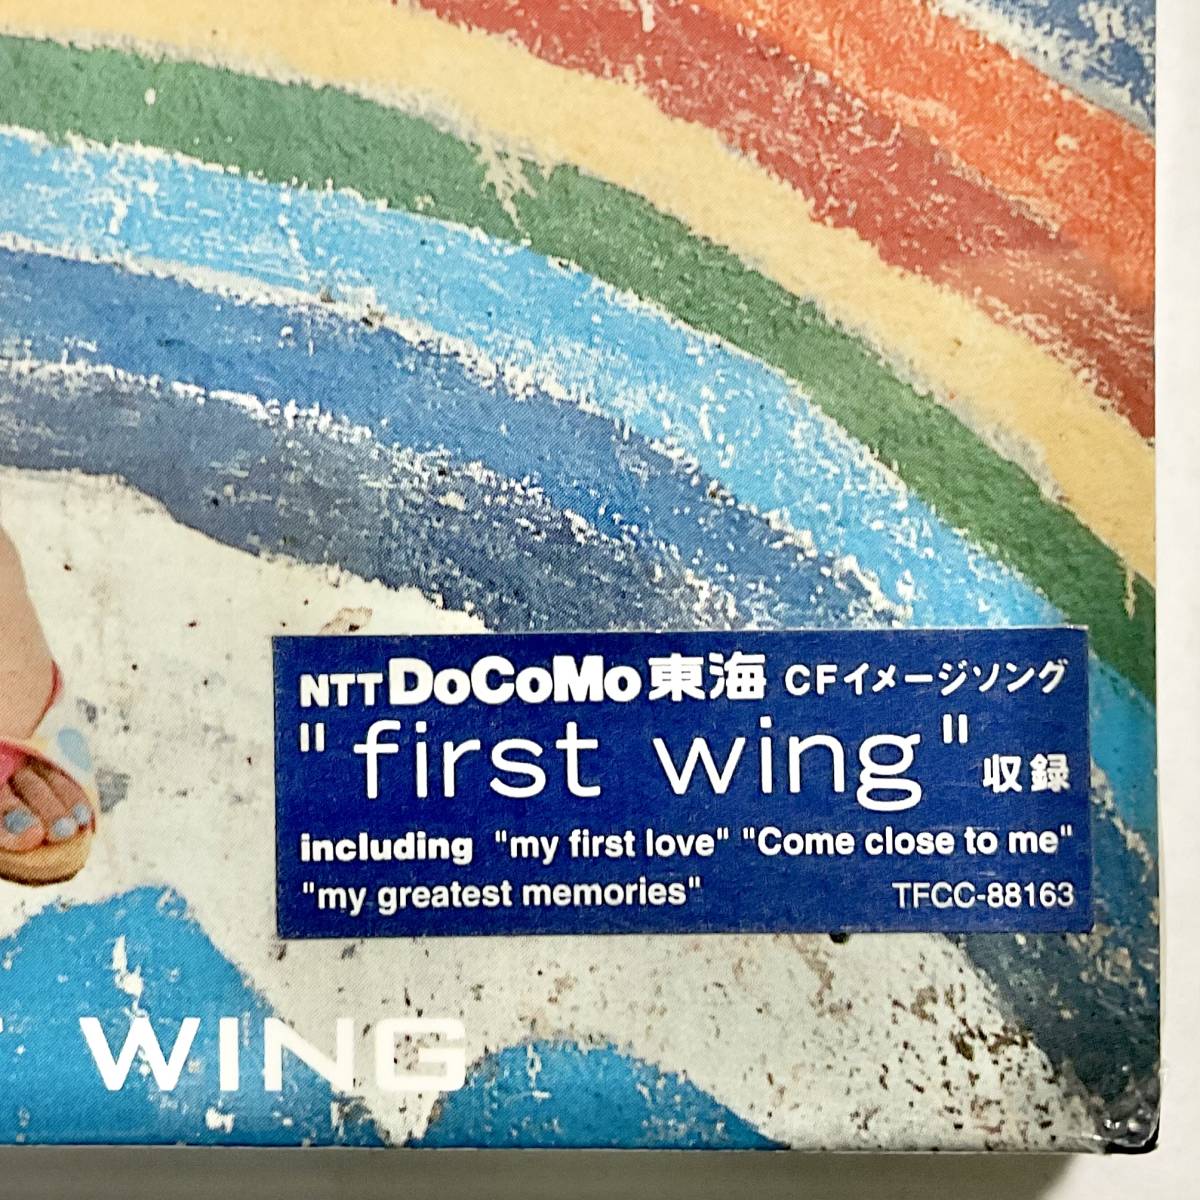 NTT DoCoMo 東海 CFイメージソング
"first wing" 収録
including "my first love" "Come close to me"
"my greatest memories" TFCC-88163
T WING